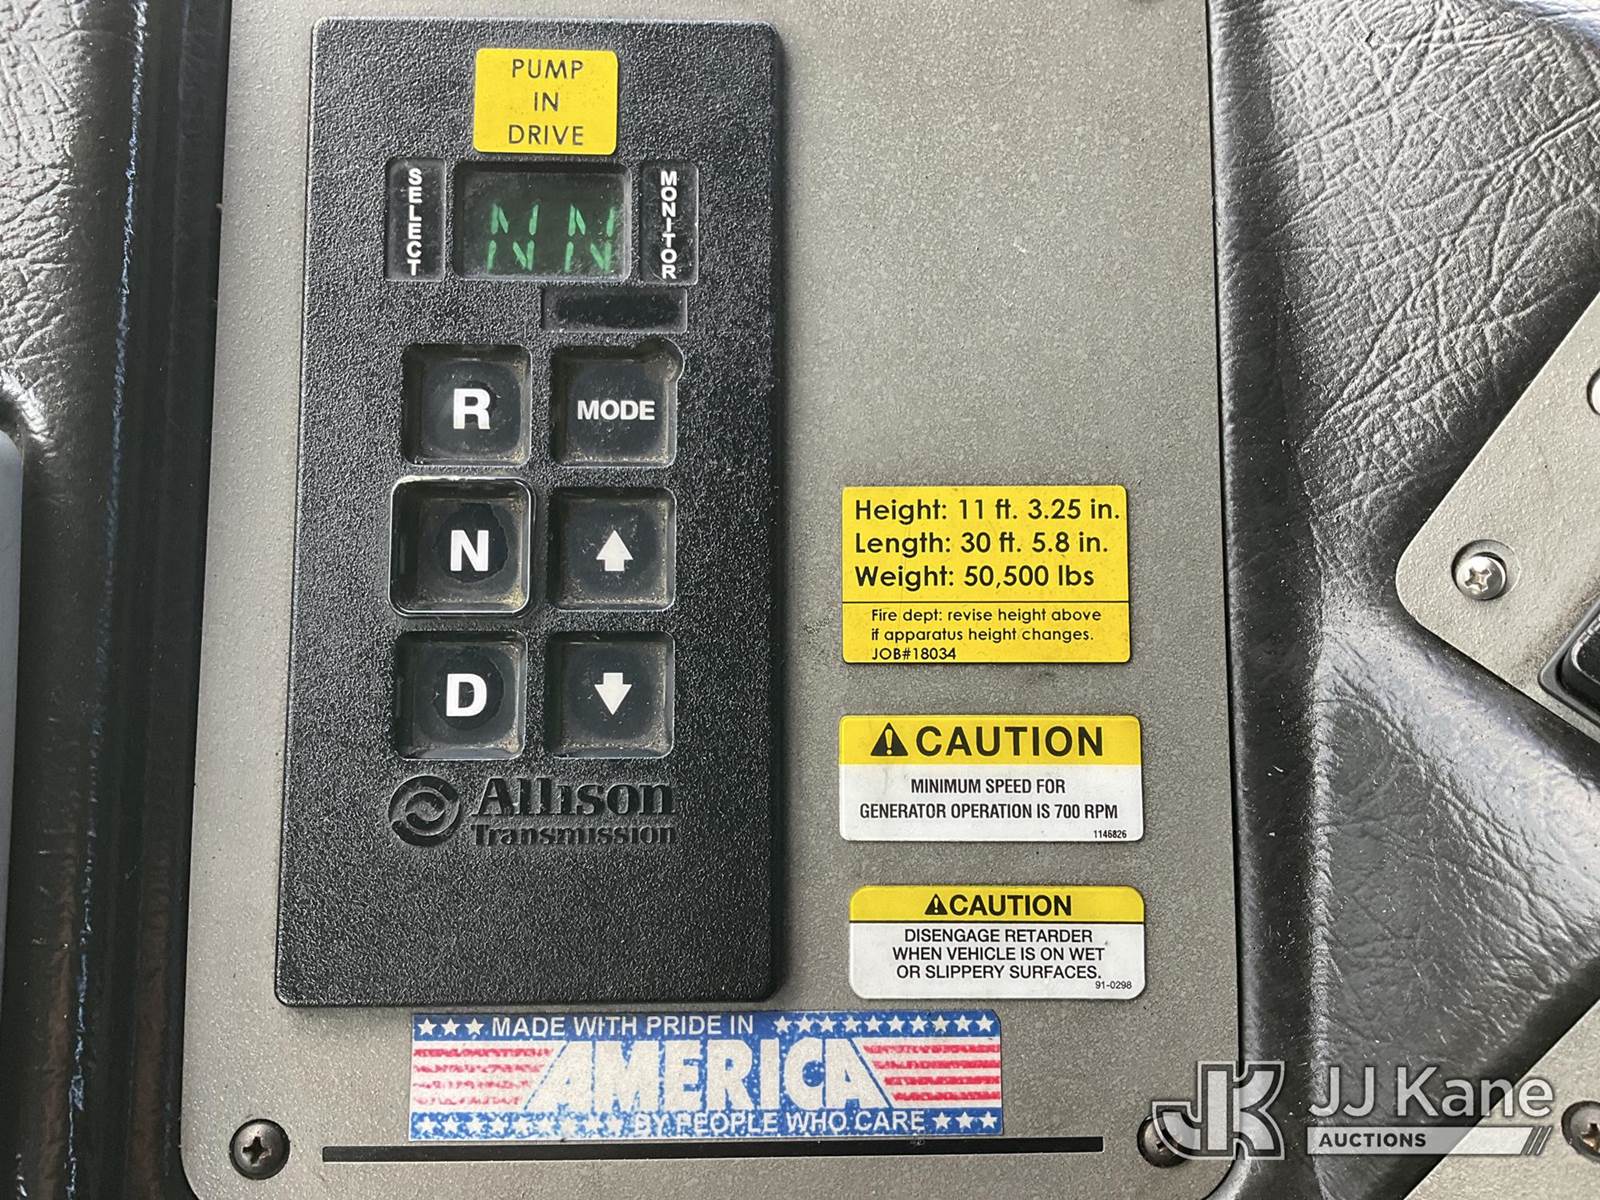 PUMP
IN
DRIVE
SELECT
N N
MONITOR
R
MODE
N
D
Allison
Transmission
Height: 11 ft. 3.25 in.
Length: 30 ft. 5.8 in.
Weight: 50,500 lbs
Fire dept: revise height above
if apparatus height changes.
JOB#18034
CAUTION
MINIMUM SPEED FOR
GENERATOR OPERATION IS 700 RPM
1146826
CAUTION
DISENGAGE RETARDER
WHEN VEHICLE IS ON WET
OR SLIPPERY SURFACES.
91-0298
MADE WITH PRIDE IN
AMERICA
BY PEOPLE WHO CARE
JK JJ Kane
AUCTIONS